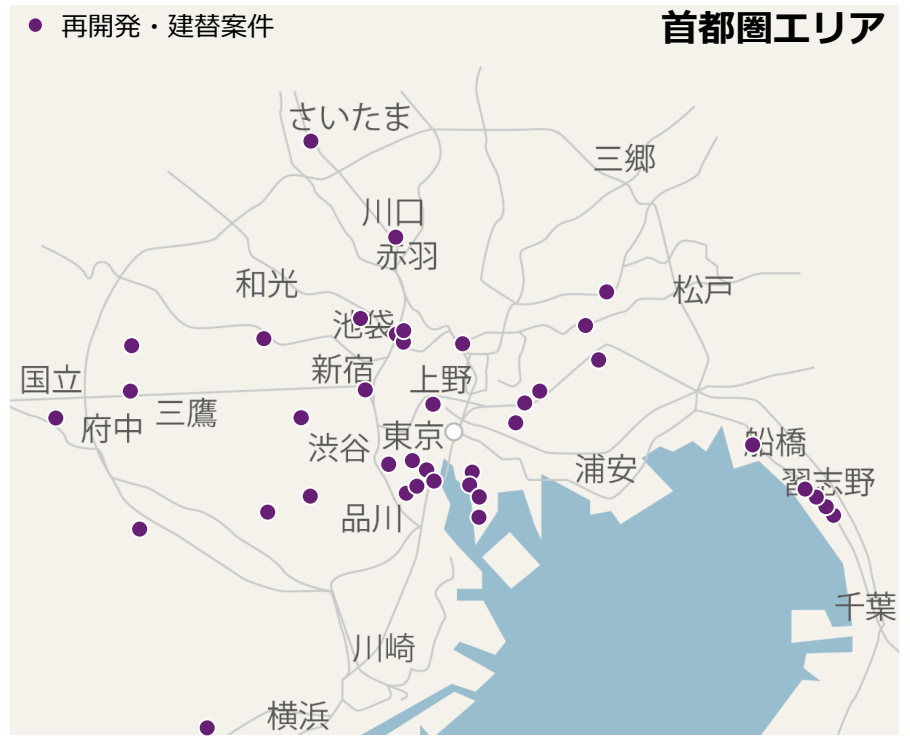 再開発・建替案件
首都圏エリア
さいたま
三郷
川口
赤羽
和光
松戸
池袋
新宿
国立
上野
三鷹
府中
東京
渋谷
船橋
浦安
習志野
品川
千葉
川崎
横浜